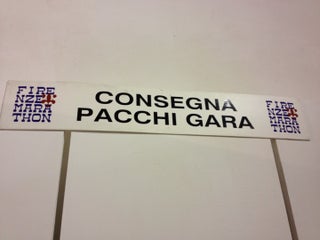 FIRE
NZE
MARA
THON
CONSEGNA
PACCHI GARA
FIRE
NZE
MARA
THON